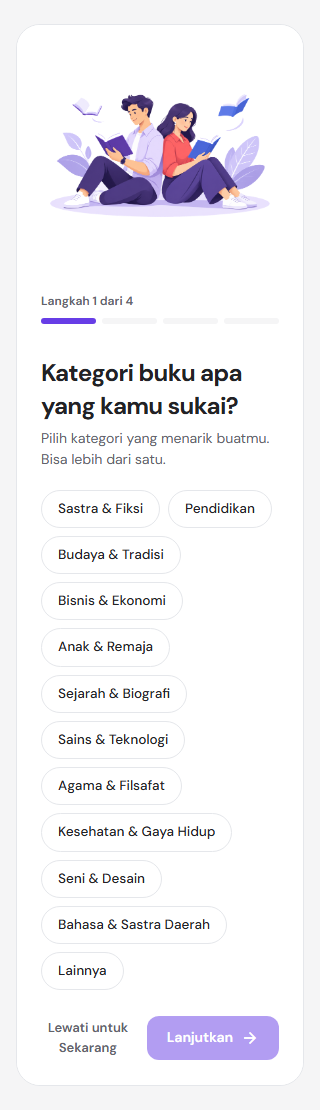 Langkah 1 dari 4
Kategori buku apa
yang kamu sukai?
Pilih kategori yang menarik buatmu.
Bisa lebih dari satu.
Sastra & Fiksi
Pendidikan
Budaya & Tradisi
Bisnis & Ekonomi
Anak & Remaja
Sejarah & Biografi
Sains & Teknologi
Agama & Filsafat
Kesehatan & Gaya Hidup
Seni & Desain
Bahasa & Sastra Daerah
Lainnya
Lewati untuk
Sekarang
Lanjutkan →